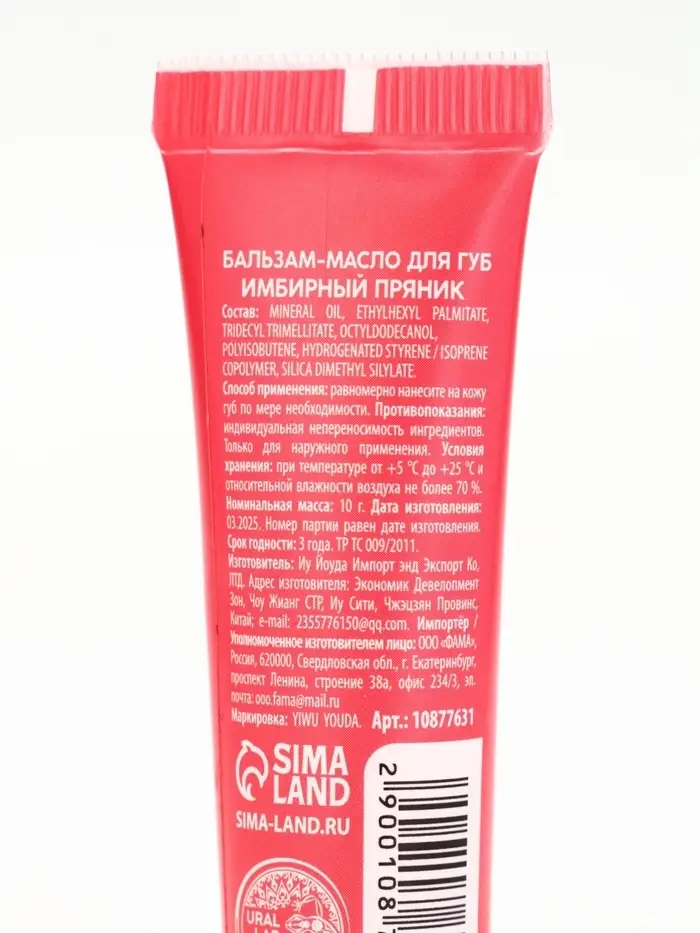 БАЛЬЗАМ-МАСЛО ДЛЯ ГУБ
ИМБИРНЫЙ ПРЯНИК
Состав: MINERAL OIL, ETHYLHEXYL PALMITATE,
TRIDECYL TRIMELLITATE, OCTYLDODECANOL,
POLYISOBUTENE, HYDROGENATED STYRENE / ISOPRENE
COPOLYMER, SILICA DIMETHYL SILYLATE.
Способ применения: равномерно нанесите на кожу
губ по мере необходимости. Противопоказания:
индивидуальная непереносимость ингредиентов.
Только для наружного применения. Условия
хранения: при температуре от +5 °C до +25 °C и
относительной влажности воздуха не более 70 %.
Номинальная масса: 10 г. Дата изготовления:
03.2025. Номер партии равен дате изготовления.
Срок годности: 3 года. ТР ТС 009/2011.
Изготовитель: Иу Йоуда Импорт энд Экспорт Ко,
ЛТД. Адрес изготовителя: Экономик Девелопмент
Зон, Чоу Жианг СТР, Иу Сити, Чжэцзян Провинс,
Китай; e-mail: 2355776150@qq.com. Импортёр /
Уполномоченное изготовителем лицо: ООО «ФАМА»,
Россия, 620000, Свердловская обл., г. Екатеринбург,
проспект Ленина, строение 38а, офис 234/3, эл.
почта: ooo.fama@mail.ru
Маркировка: YIWU YOUDA. Арт.: 10877631
SIMA
LAND
SIMA-LAND.RU
2 900108
URAL LAB